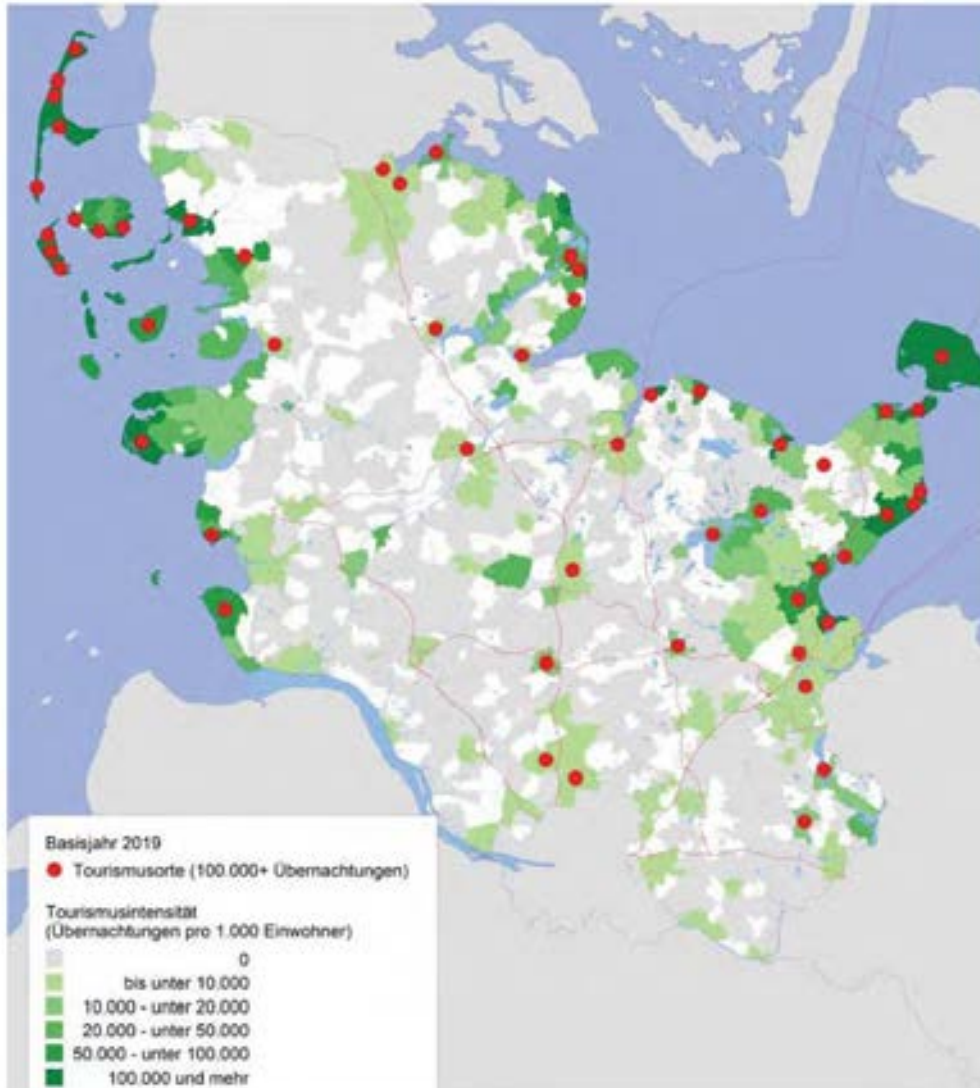 Basisjahr 2019
Tourismusorte (100.000+ Übernachtungen)
Tourismusintensität
(Übernachtungen pro 1.000 Einwohner)
0
bis unter 10.000
10.000 - unter 20.000
20.000 - unter 50.000
50.000 - unter 100.000
100.000 und mehr